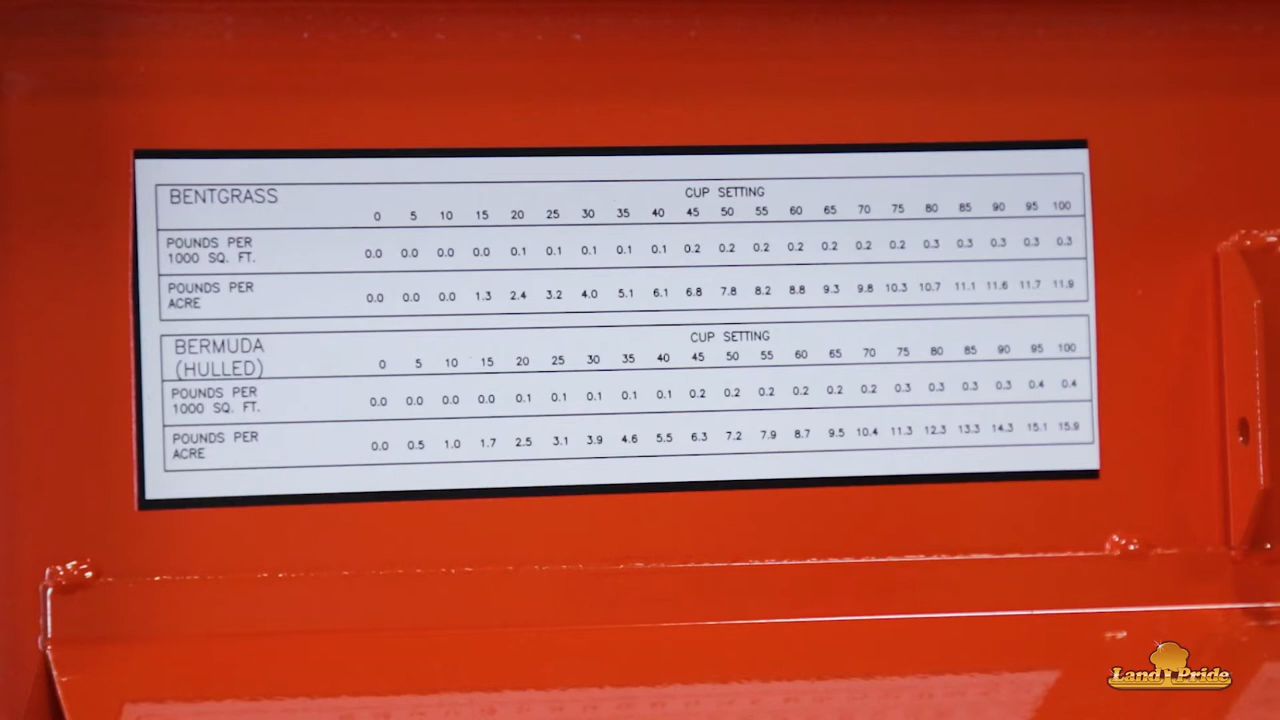 BENTGRASS
CUP SETTING
0 5 10 15 20 25 30 35 40 45 50 55 60 65 70 75 80 85 90 95 100
POUNDS PER
1000 SQ. FT.
0.0 0.0 0.0 0.0 0.1 0.1 0.1 0.1 0.1 0.2 0.2 0.2 0.2 0.2 0.2 0.2 0.3 0.3 0.3 0.3 0.3
POUNDS PER
ACRE
0.0 0.0 0.0 1.3 2.4 3.2 4.0 5.1 6.1 6.8 7.8 8.2 8.8 9.3 9.8 10.3 10.7 11.1 11.6 11.7 11.9
BERMUDA
(HULLED)
CUP SETTING
0 5 10 15 20 25 30 35 40 45 50 55 60 65 70 75 80 85 90 95 100
POUNDS PER
1000 SQ. FT.
0.0 0.0 0.0 0.0 0.1 0.1 0.1 0.1 0.1 0.2 0.2 0.2 0.2 0.2 0.2 0.3 0.3 0.3 0.3 0.4 0.4
POUNDS PER
ACRE
0.0 0.5 1.0 1.7 2.5 3.1 3.9 4.6 5.5 6.3 7.2 7.9 8.7 9.5 10.4 11.3 12.3 13.3 14.3 15.1 15.9
Land Pride